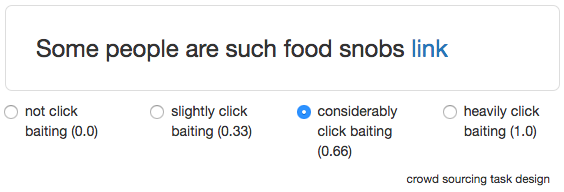 Some people are such food snobs link
not click
baiting (0.0)
slightly click
baiting (0.33)
considerably
click baiting
(0.66)
heavily click
baiting (1.0)
crowd sourcing task design